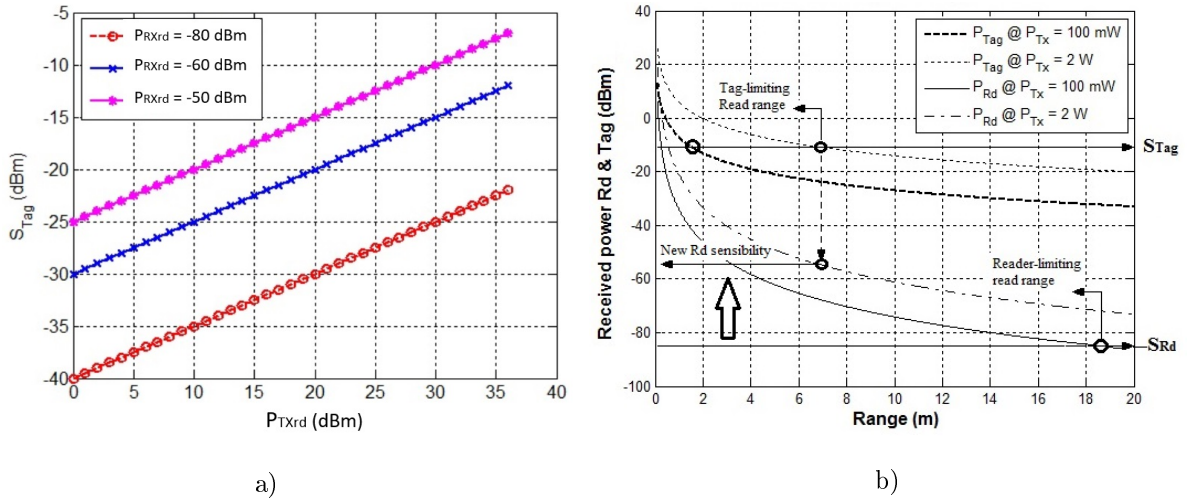 -5
-10
-15
-20
-25
-30
-35
-40
S_Tag (dBm)
P_RXrd = -80 dBm
P_RXrd = -60 dBm
P_RXrd = -50 dBm
0 5 10 15 20 25 30 35 40
P_TXrd (dBm)
a)
40
20
0
-20
-40
-60
-80
-100
Received power Rd & Tag (dBm)
P_Tag @ P_Tx = 100 mW
P_Tag @ P_Tx = 2 W
P_Rd @ P_Tx = 100 mW
P_Rd @ P_Tx = 2 W
Tag-limiting
Read range
S_Tag
New Rd sensibility
Reader-limiting
read range
S_Rd
0 2 4 6 8 10 12 14 16 18 20
Range (m)
b)